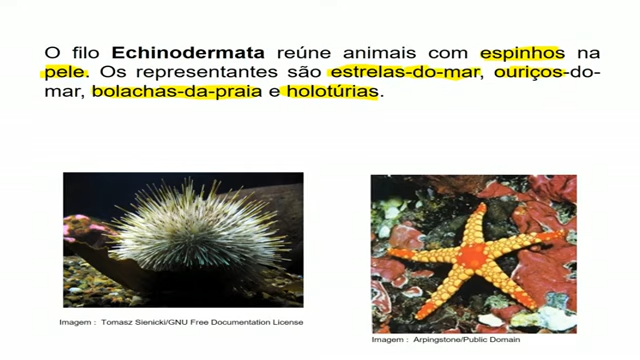 O filo Echinodermata reúne animais com espinhos na
pele. Os representantes são estrelas-do-mar, ouriços-do-
mar, bolachas-da-praia e holotúrias.
Imagem : Tomasz Sienicki/GNU Free Documentation License
Imagem : Arpingstone/Public Domain